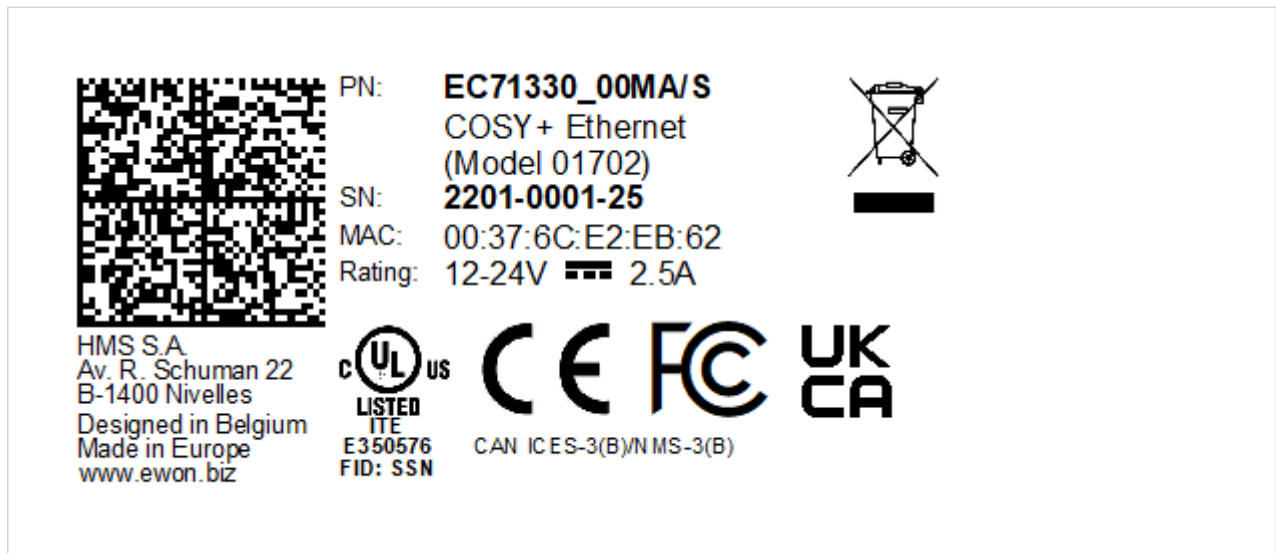 PN: EC71330_00MA/S
COSY+ Ethernet
(Model 01702)
SN: 2201-0001-25
MAC: 00:37:6C:E2:EB:62
Rating: 12-24V 2.5A
HMS S.A.
Av. R. Schuman 22
B-1400 Nivelles
Designed in Belgium
Made in Europe
www.ewon.biz
C UL US
LISTED
ITE
E350576
FID: SSN
CE
FC
UK
CA
CAN ICES-3(B)/NMS-3(B)